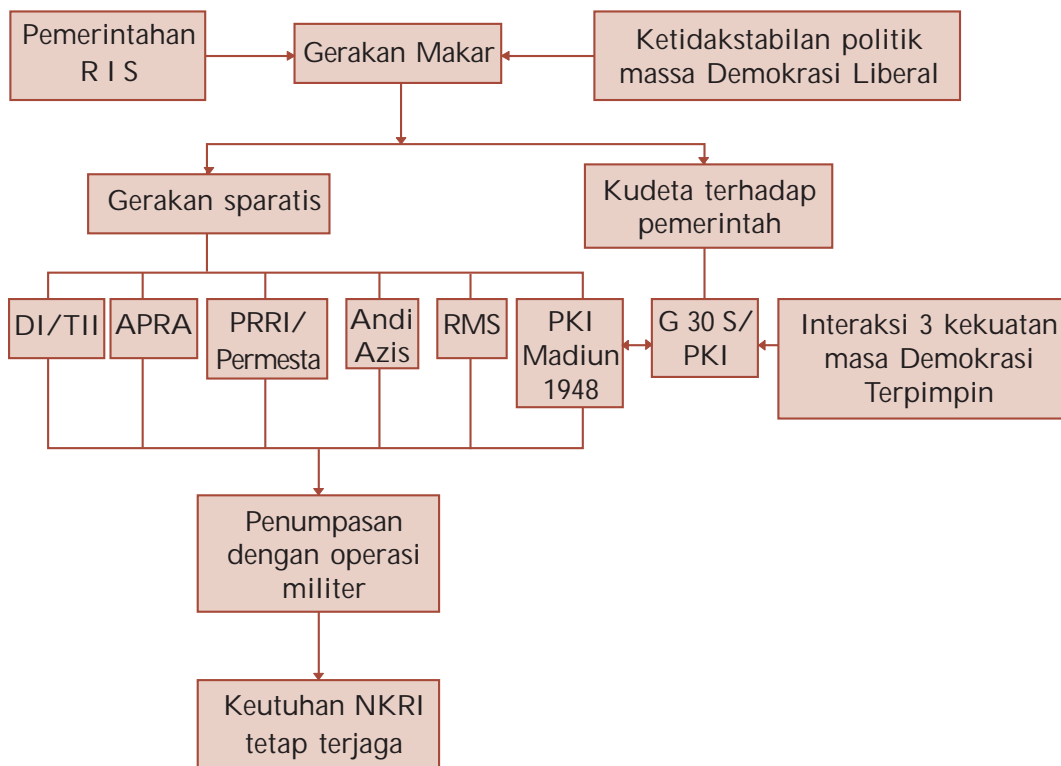 Pemerintahan
R I S
Gerakan Makar
Ketidakstabilan politik
massa Demokrasi Liberal
Gerakan sparatis
Kudeta terhadap
pemerintah
DI/TII
APRA
PRRI/
Permesta
Andi
Azis
RMS
PKI
Madiun
1948
G 30 S/
PKI
Interaksi 3 kekuatan
masa Demokrasi
Terpimpin
Penumpasan
dengan operasi
militer
Keutuhan NKRI
tetap terjaga